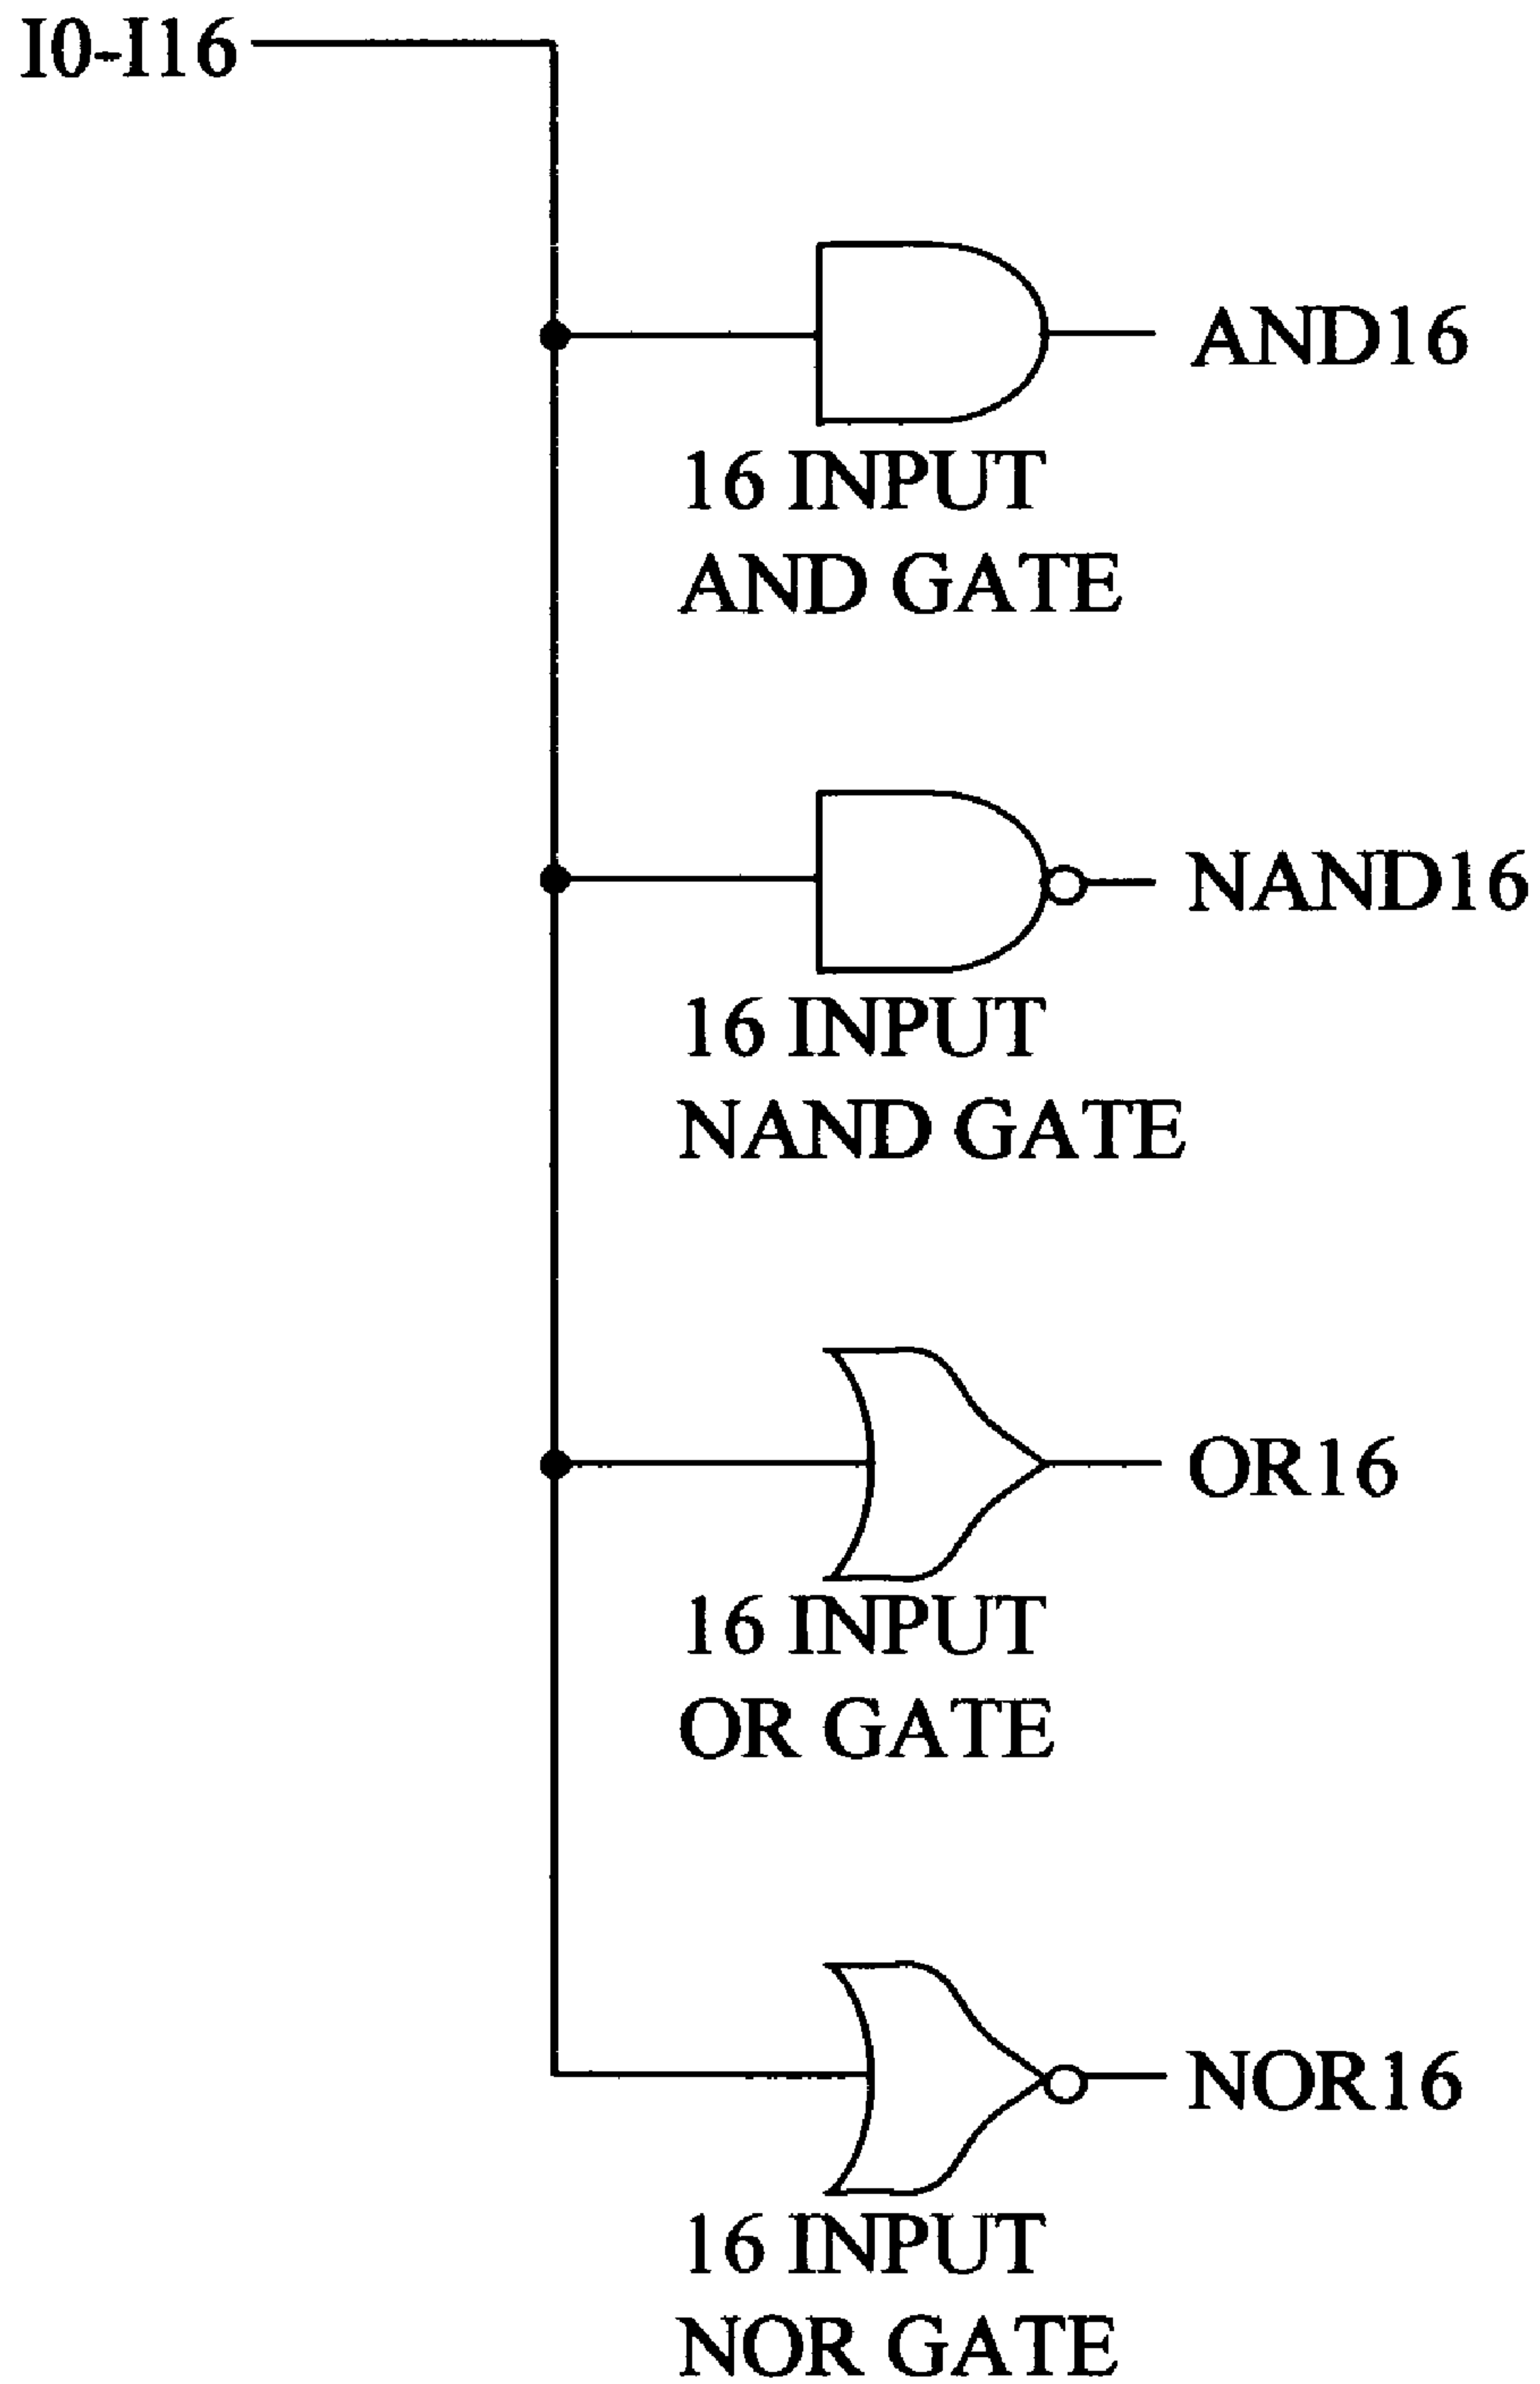 I0-I16
AND16
16 INPUT
AND GATE
NAND16
16 INPUT
NAND GATE
OR16
16 INPUT
OR GATE
NOR16
16 INPUT
NOR GATE